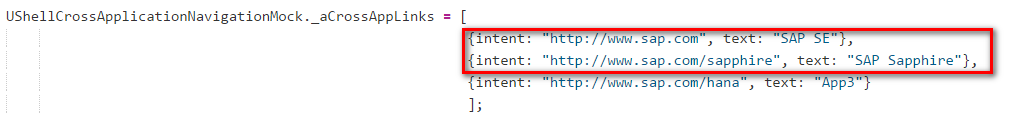 UShellCrossApplicationNavigationMock._aCrossAppLinks = [
{intent: "http://www.sap.com", text: "SAP SE"},
{intent: "http://www.sap.com/sapphire", text: "SAP Sapphire"},
{intent: "http://www.sap.com/hana", text: "App3"}
];